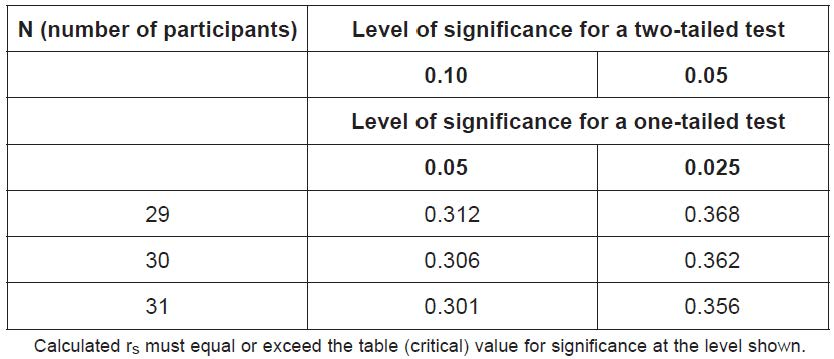 N (number of participants) Level of significance for a two-tailed test
0.10 0.05
Level of significance for a one-tailed test
0.05 0.025
29 0.312 0.368
30 0.306 0.362
31 0.301 0.356
Calculated rs must equal or exceed the table (critical) value for significance at the level shown.